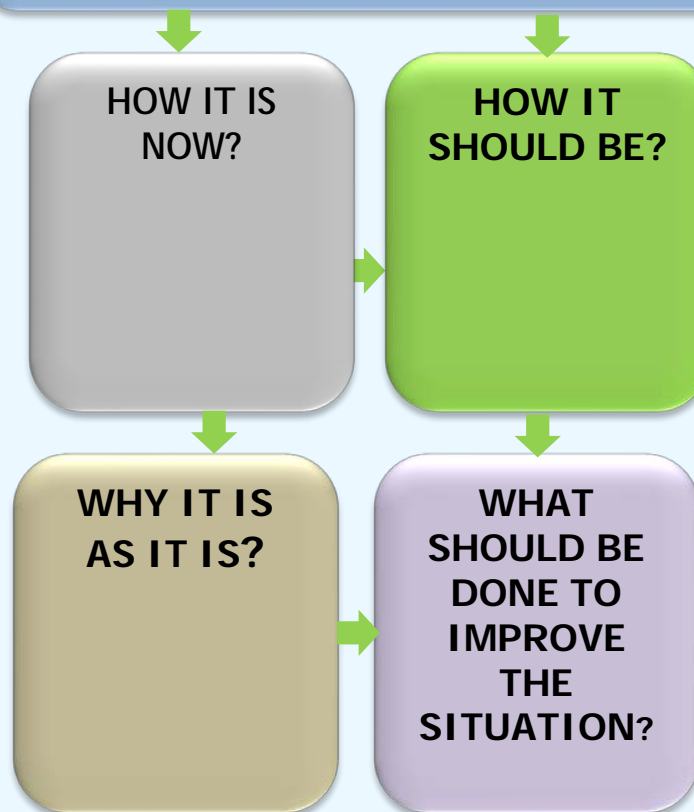 HOW IT IS
NOW?
HOW IT
SHOULD BE?
WHY IT IS
AS IT IS?
WHAT
SHOULD BE
DONE TO
IMPROVE
THE
SITUATION?